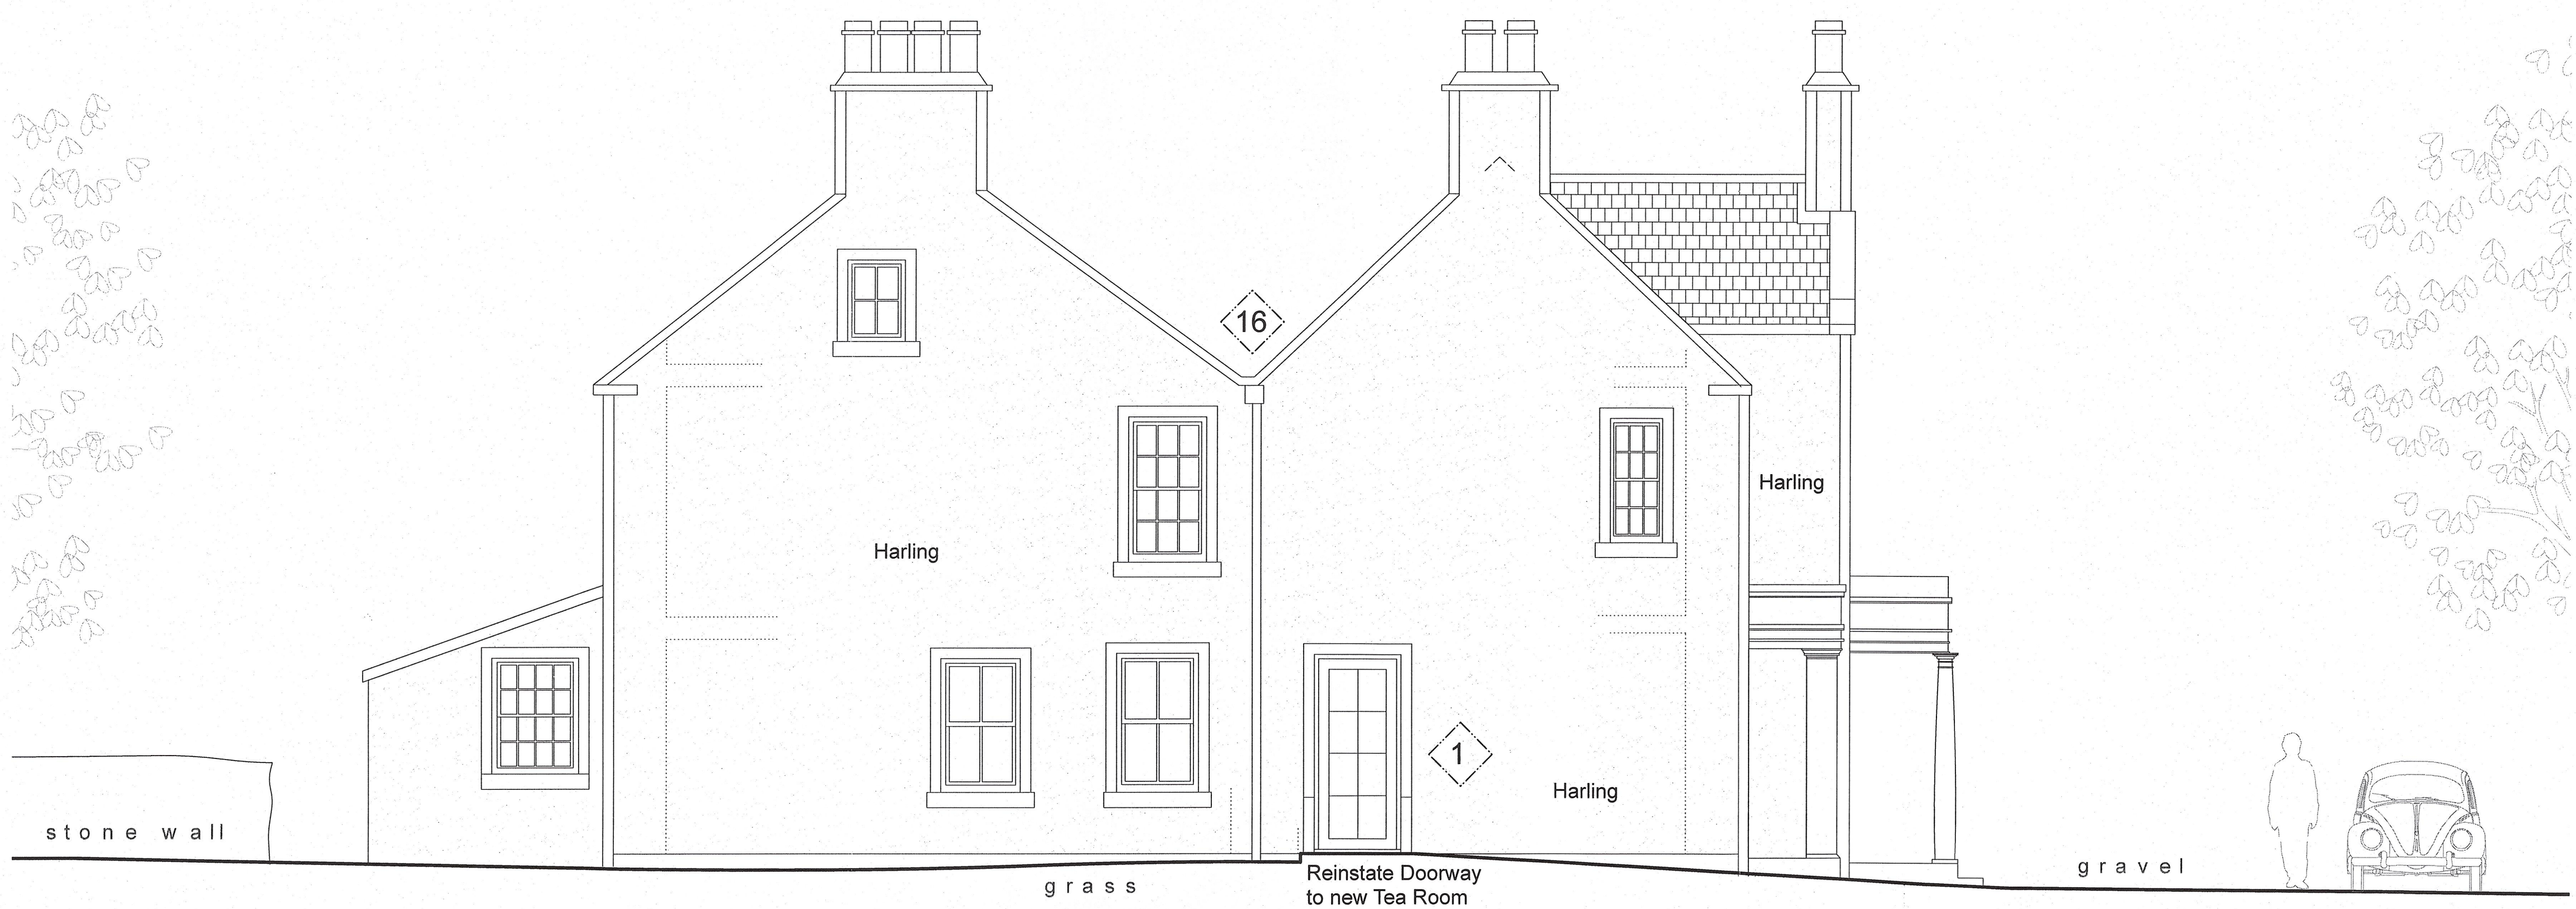 16
Harling
Harling
1
Harling
stone wall
gravel
grass
Reinstate Doorway
to new Tea Room